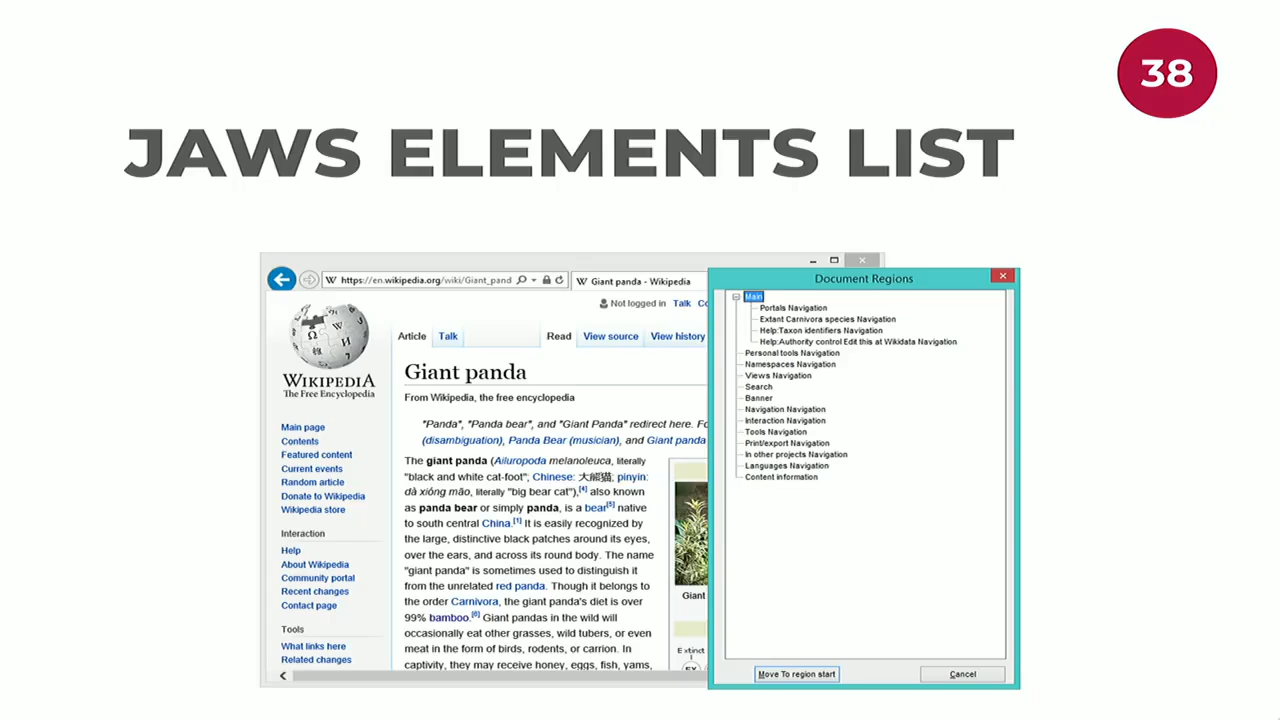 38
JAWS ELEMENTS LIST
https://en.wikipedia.org/wiki/Giant_pand
W Giant panda - Wikipedia
Not logged in Talk
Article Talk Read View source View history
WIKIPEDIA
The Free Encyclopedia
Main page
Contents
Featured content
Current events
Random article
Donate to Wikipedia
Wikipedia store
Interaction
Help
About Wikipedia
Community portal
Recent changes
Contact page
Tools
What links here
Related changes
Giant panda
From Wikipedia, the free encyclopedia
"Panda", "Panda bear", and "Giant Panda" redirect here.
(disambiguation), Panda Bear (musician), and Giant panda
The giant panda (Ailuropoda melanoleuca, literally
"black and white cat-foot"; Chinese: 大熊猫; pinyin:
dà xióng māo, literally "big bear cat"),[4] also known
as panda bear or simply panda, is a bear[5] native
to south central China.[1] It is easily recognized by
the large, distinctive black patches around its eyes,
over the ears, and across its round body. The name
"giant panda" is sometimes used to distinguish it
from the unrelated red panda. Though it belongs to
the order Carnivora, the giant panda's diet is over
99% bamboo.[6] Giant pandas in the wild will
occasionally eat other grasses, wild tubers, or even
meat in the form of birds, rodents, or carrion. In
captivity, they may receive honey, eggs, fish, yams,
Giant
Extinct
Document Regions
Main
Portals Navigation
Extant Carnivora species Navigation
Help:Taxon identifiers Navigation
Help:Authority control Edit this at Wikidata Navigation
Personal tools Navigation
Namespaces Navigation
Views Navigation
Search
Banner
Navigation Navigation
Interaction Navigation
Tools Navigation
Print/export Navigation
In other projects Navigation
Languages Navigation
Content information
Move To region start
Cancel